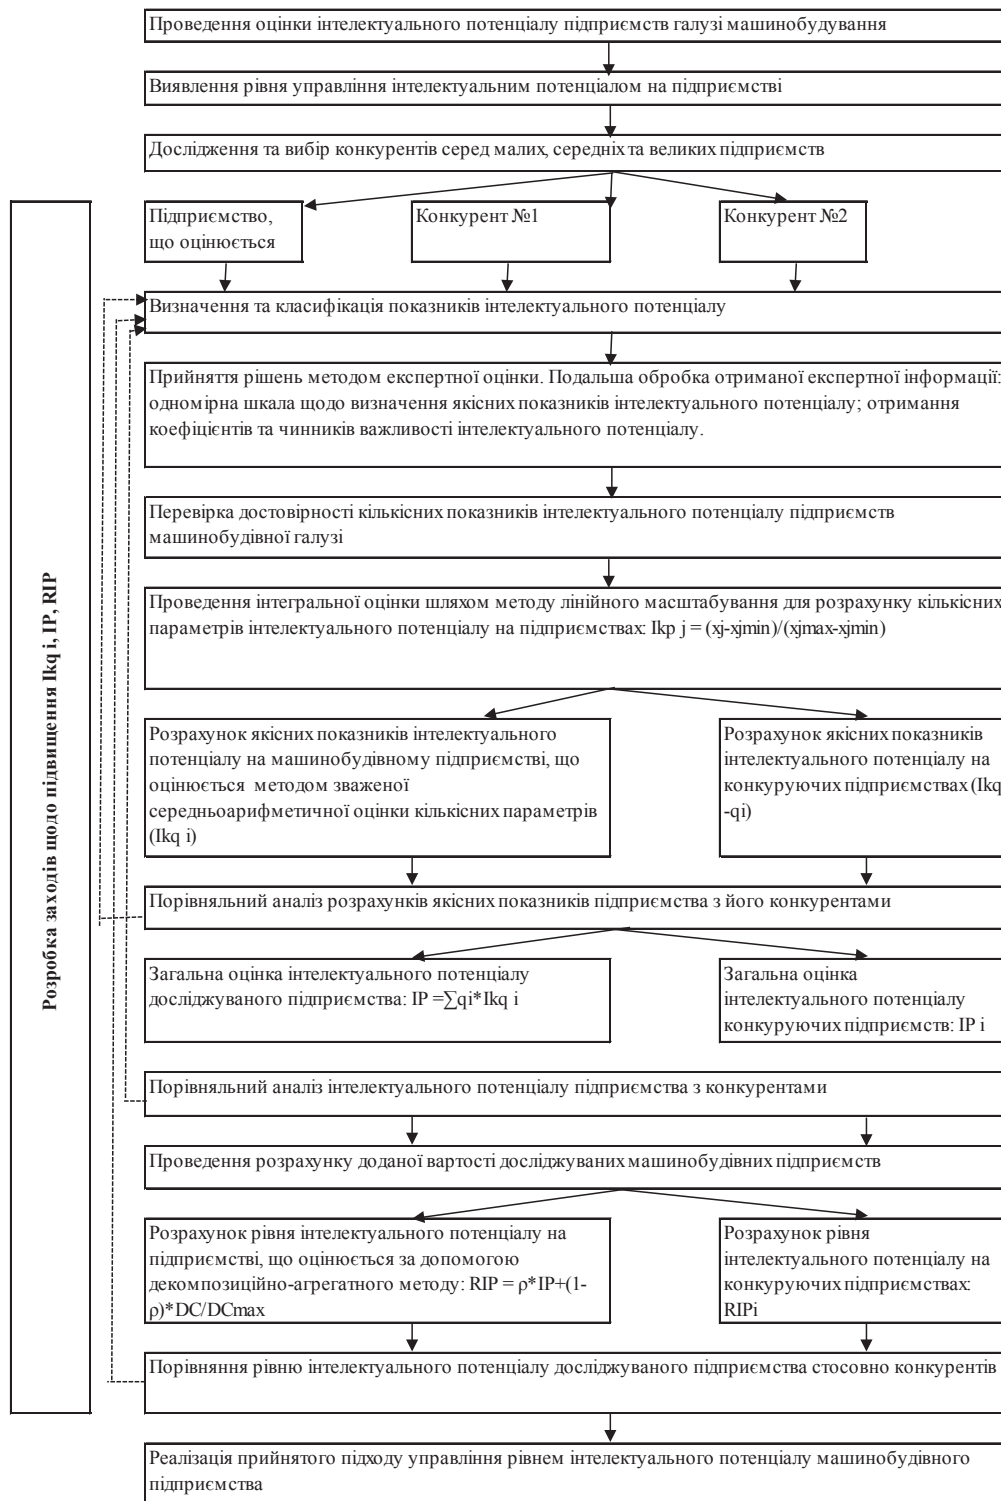 Проведення оцінки інтелектуального потенціалу підприємств галузі машинобудування
Виявлення рівня управління інтелектуальним потенціалом на підприємстві
Дослідження та вибір конкурентів серед малих, середніх та великих підприємств
Підприємство,
що оцінюється
Конкурент №1
Конкурент №2
Розробка заходів щодо підвищення Ikq i, IP, RIP
Визначення та класифікація показників інтелектуального потенціалу
Прийняття рішень методом експертної оцінки. Подальша обробка отриманої експертної інформації:
одномірна шкала щодо визначення якісних показників інтелектуального потенціалу; отримання
коефіцієнтів та чинників важливості інтелектуального потенціалу.
Перевірка достовірності кількісних показників інтелектуального потенціалу підприємств
машинобудівної галузі
Проведення інтегральної оцінки шляхом методу лінійного масштабування для розрахунку кількісних
параметрів інтелектуального потенціалу на підприємствах: Ikp j = (xj-xjmin)/(xjmax-xjmin)
Розрахунок якісних показників інтелектуального
потенціалу на машинобудівному підприємстві, що
оцінюється методом зваженої
середньоарифметичної оцінки кількісних параметрів
(Ikq i)
Розрахунок якісних показників
інтелектуального потенціалу на
конкуруючих підприємствах (Ikq
-qi)
Порівняльний аналіз розрахунків якісних показників підприємства з його конкурентами
Загальна оцінка інтелектуального потенціалу
досліджуваного підприємства: IP =∑qi*Ikq i
Загальна оцінка
інтелектуального потенціалу
конкуруючих підприємств: IP i
Порівняльний аналіз інтелектуального потенціалу підприємства з конкурентами
Проведення розрахунку доданої вартості досліджуваних машинобудівних підприємств
Розрахунок рівня інтелектуального потенціалу на
підприємстві, що оцінюється за допомогою
декомпозиційно-агрегатного методу: RIP = ρ*IP+(1-
ρ)*DC/DCmax
Розрахунок рівня
інтелектуального потенціалу на
конкуруючих підприємствах:
RIPi
Порівняння рівню інтелектуального потенціалу досліджуваного підприємства стосовно конкурентів
Реалізація прийнятого підходу управління рівнем інтелектуального потенціалу машинобудівного
підприємства